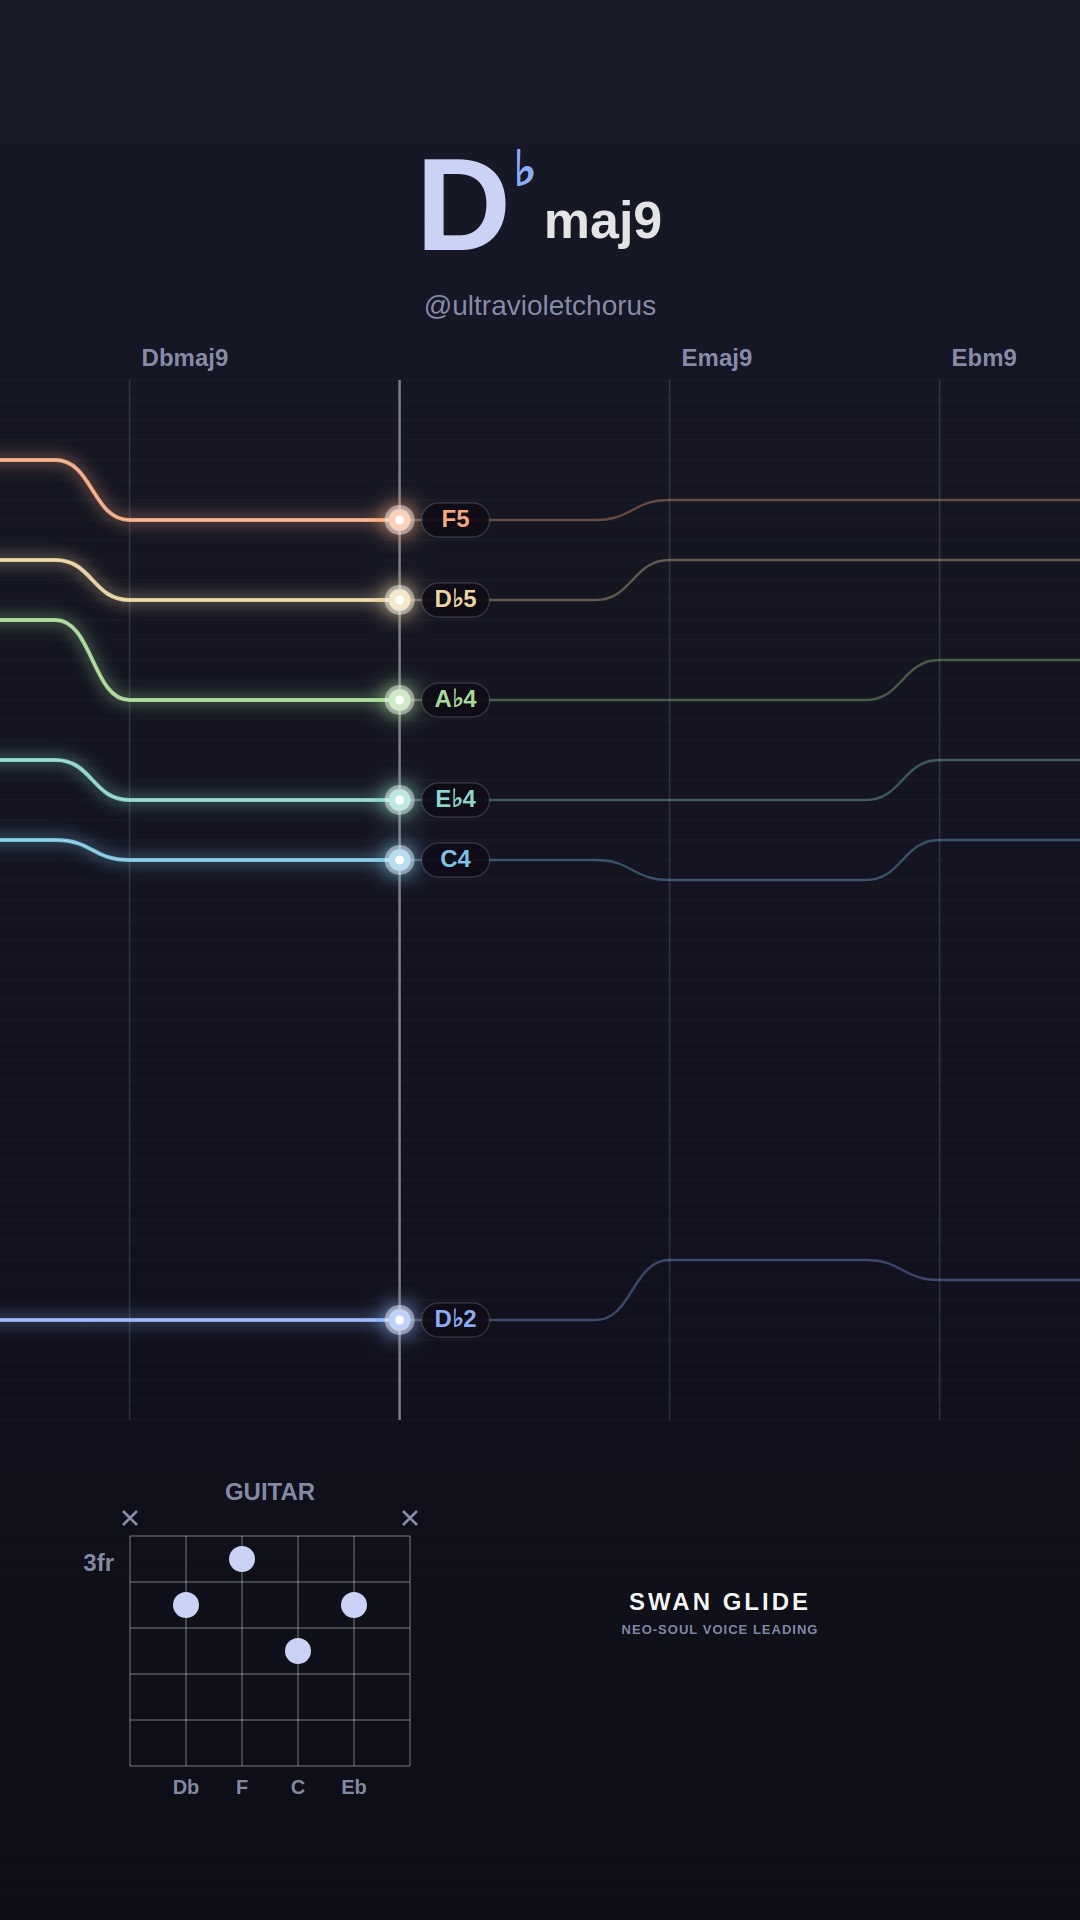 D♭maj9
@ultravioletchorus
Dbmaj9 Emaj9 Ebm9
F5
D♭5
A♭4
E♭4
C4
D♭2
GUITAR
× ×
3fr
Db F C Eb
SWAN GLIDE
NEO-SOUL VOICE LEADING